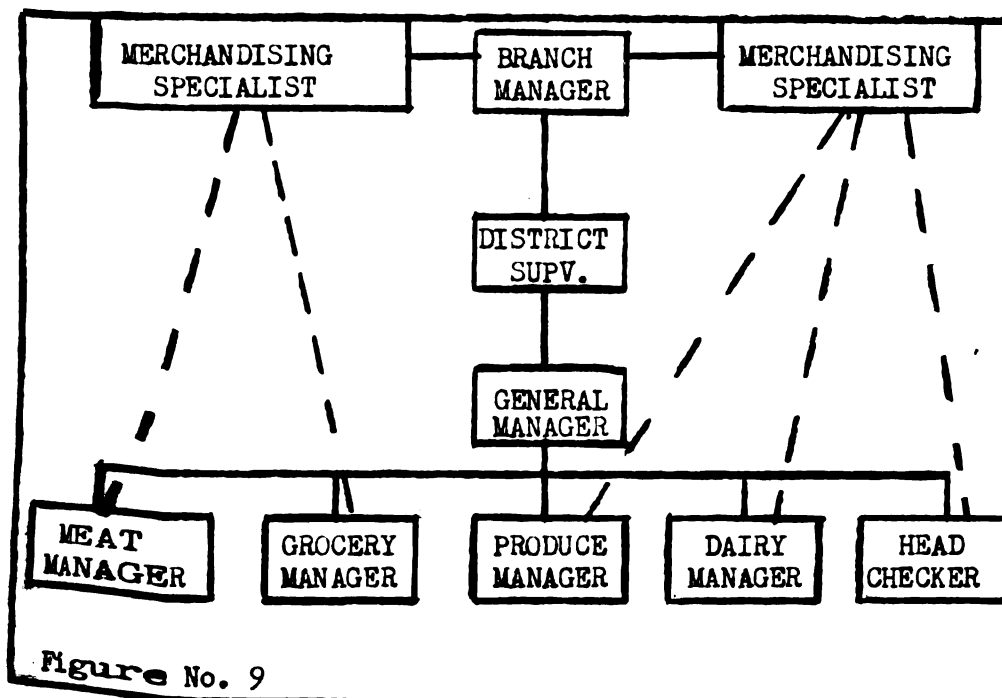 MERCHANDISING
SPECIALIST
BRANCH
MANAGER
MERCHANDISING
SPECIALIST
DISTRICT
SUPV.
GENERAL
MANAGER
MEAT
MANAGER
GROCERY
MANAGER
PRODUCE
MANAGER
DAIRY
MANAGER
HEAD
CHECKER
Figure No. 9